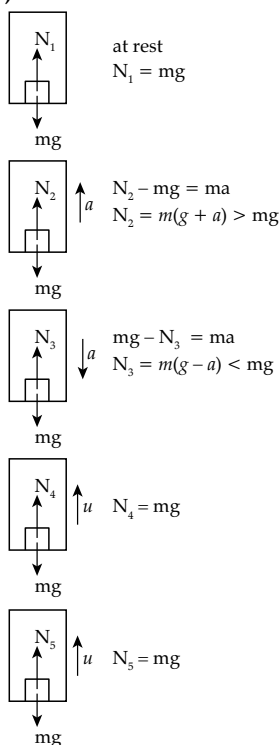 N₁
at rest
N₁ = mg
mg
N₂
a
N₂ – mg = ma
N₂ = m(g + a) > mg
mg
N₃
a
mg – N₃ = ma
N₃ = m(g – a) < mg
mg
N₄
u
N₄ = mg
mg
N₅
u
N₅ = mg
mg